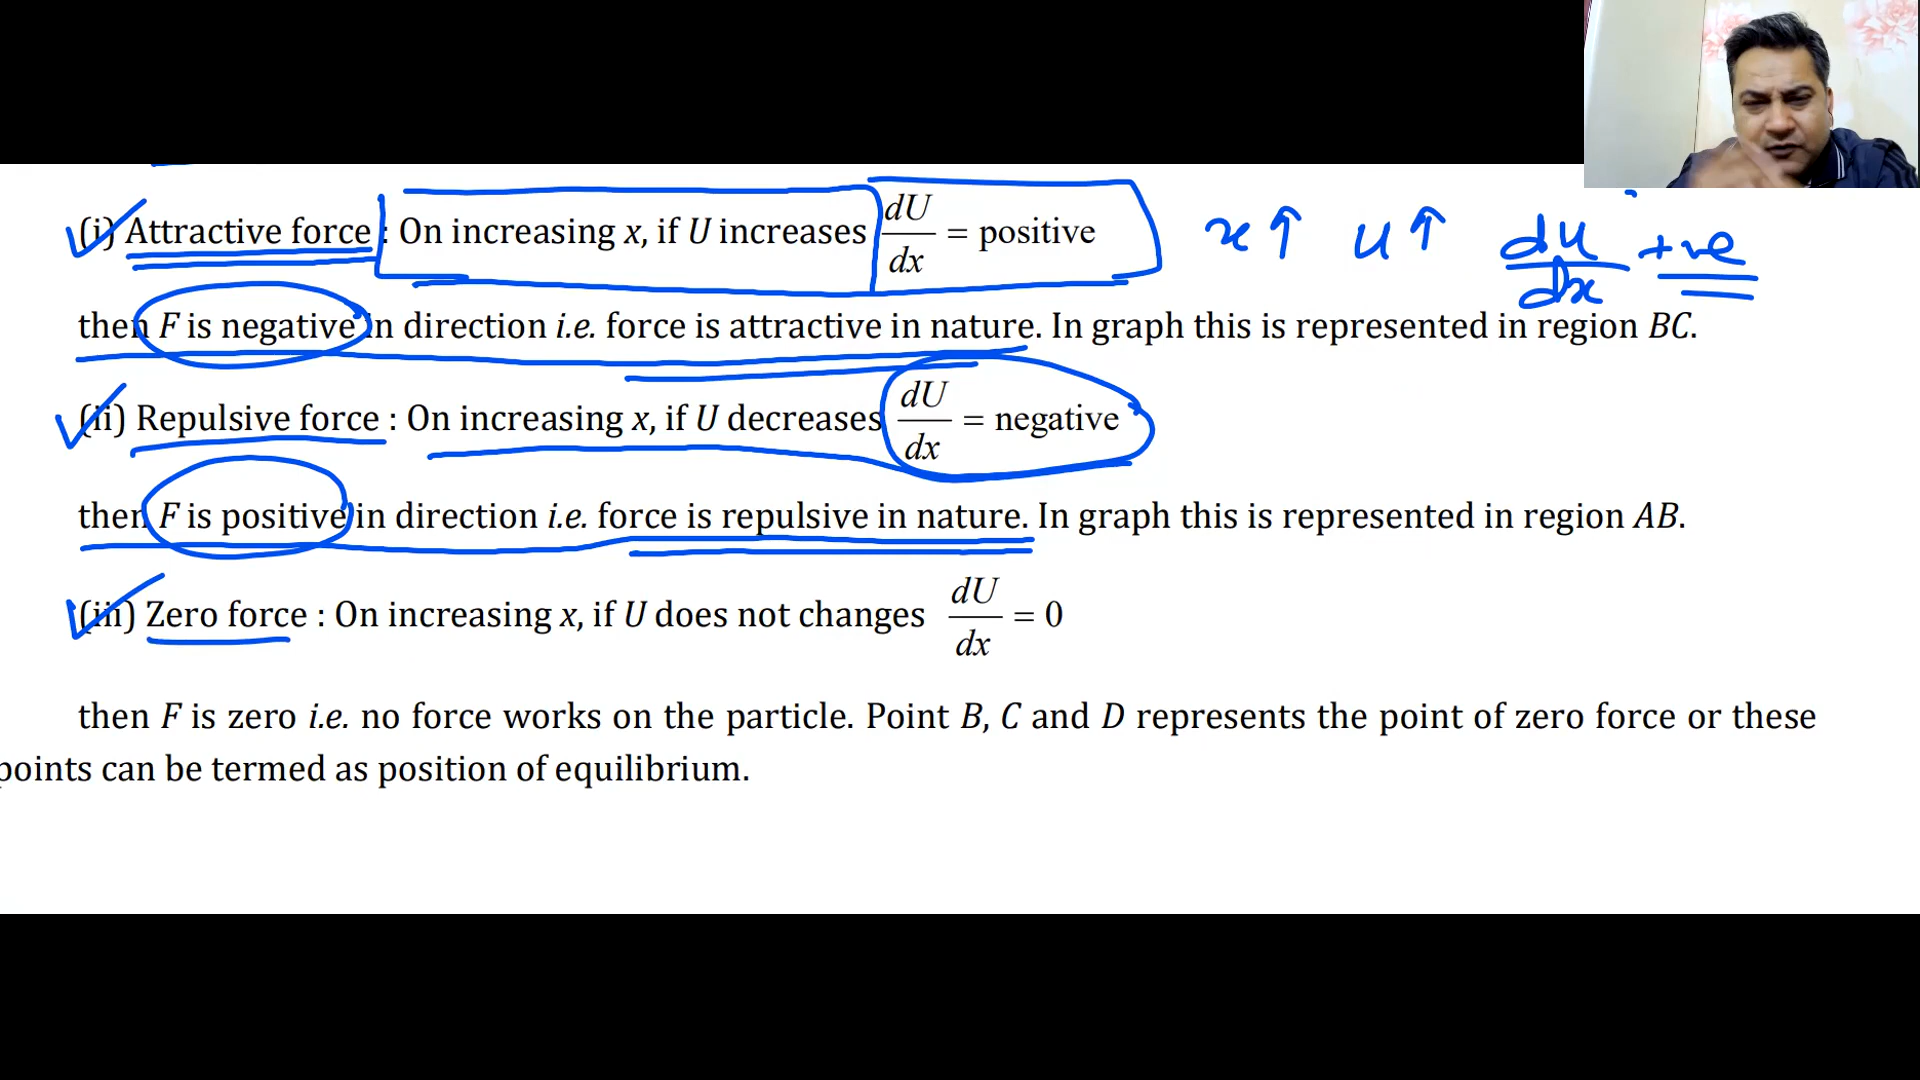 (i) Attractive force : On increasing x, if U increases dU/dx = positive x↑ U↑ du/dx +ve
then F is negative in direction i.e. force is attractive in nature. In graph this is represented in region BC.
(ii) Repulsive force : On increasing x, if U decreases dU/dx = negative
then F is positive in direction i.e. force is repulsive in nature. In graph this is represented in region AB.
(iii) Zero force : On increasing x, if U does not changes dU/dx = 0
then F is zero i.e. no force works on the particle. Point B, C and D represents the point of zero force or these
points can be termed as position of equilibrium.